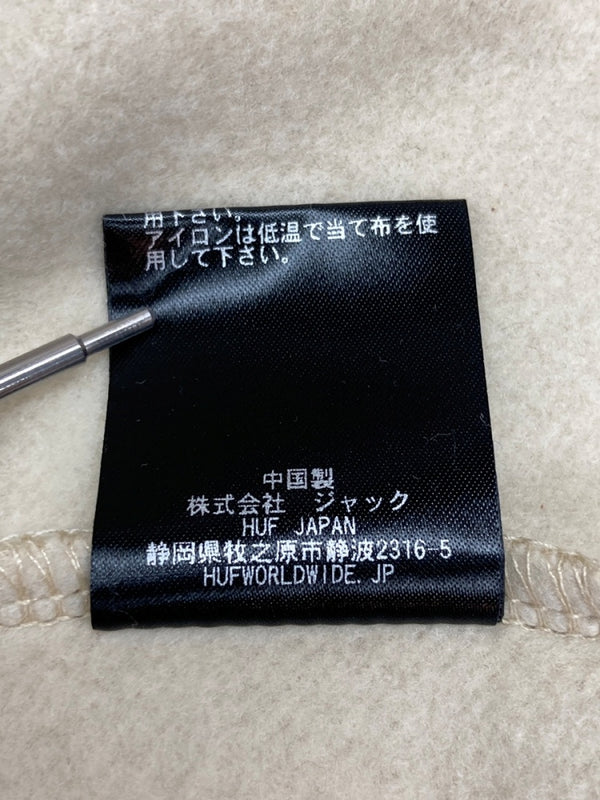 用下さい。
アイロンは低温で当て布を使
用して下さい。
中国製
株式会社　ジャック
HUF JAPAN
静岡県牧之原市静波2316-5
HUFWORLDWIDE.JP